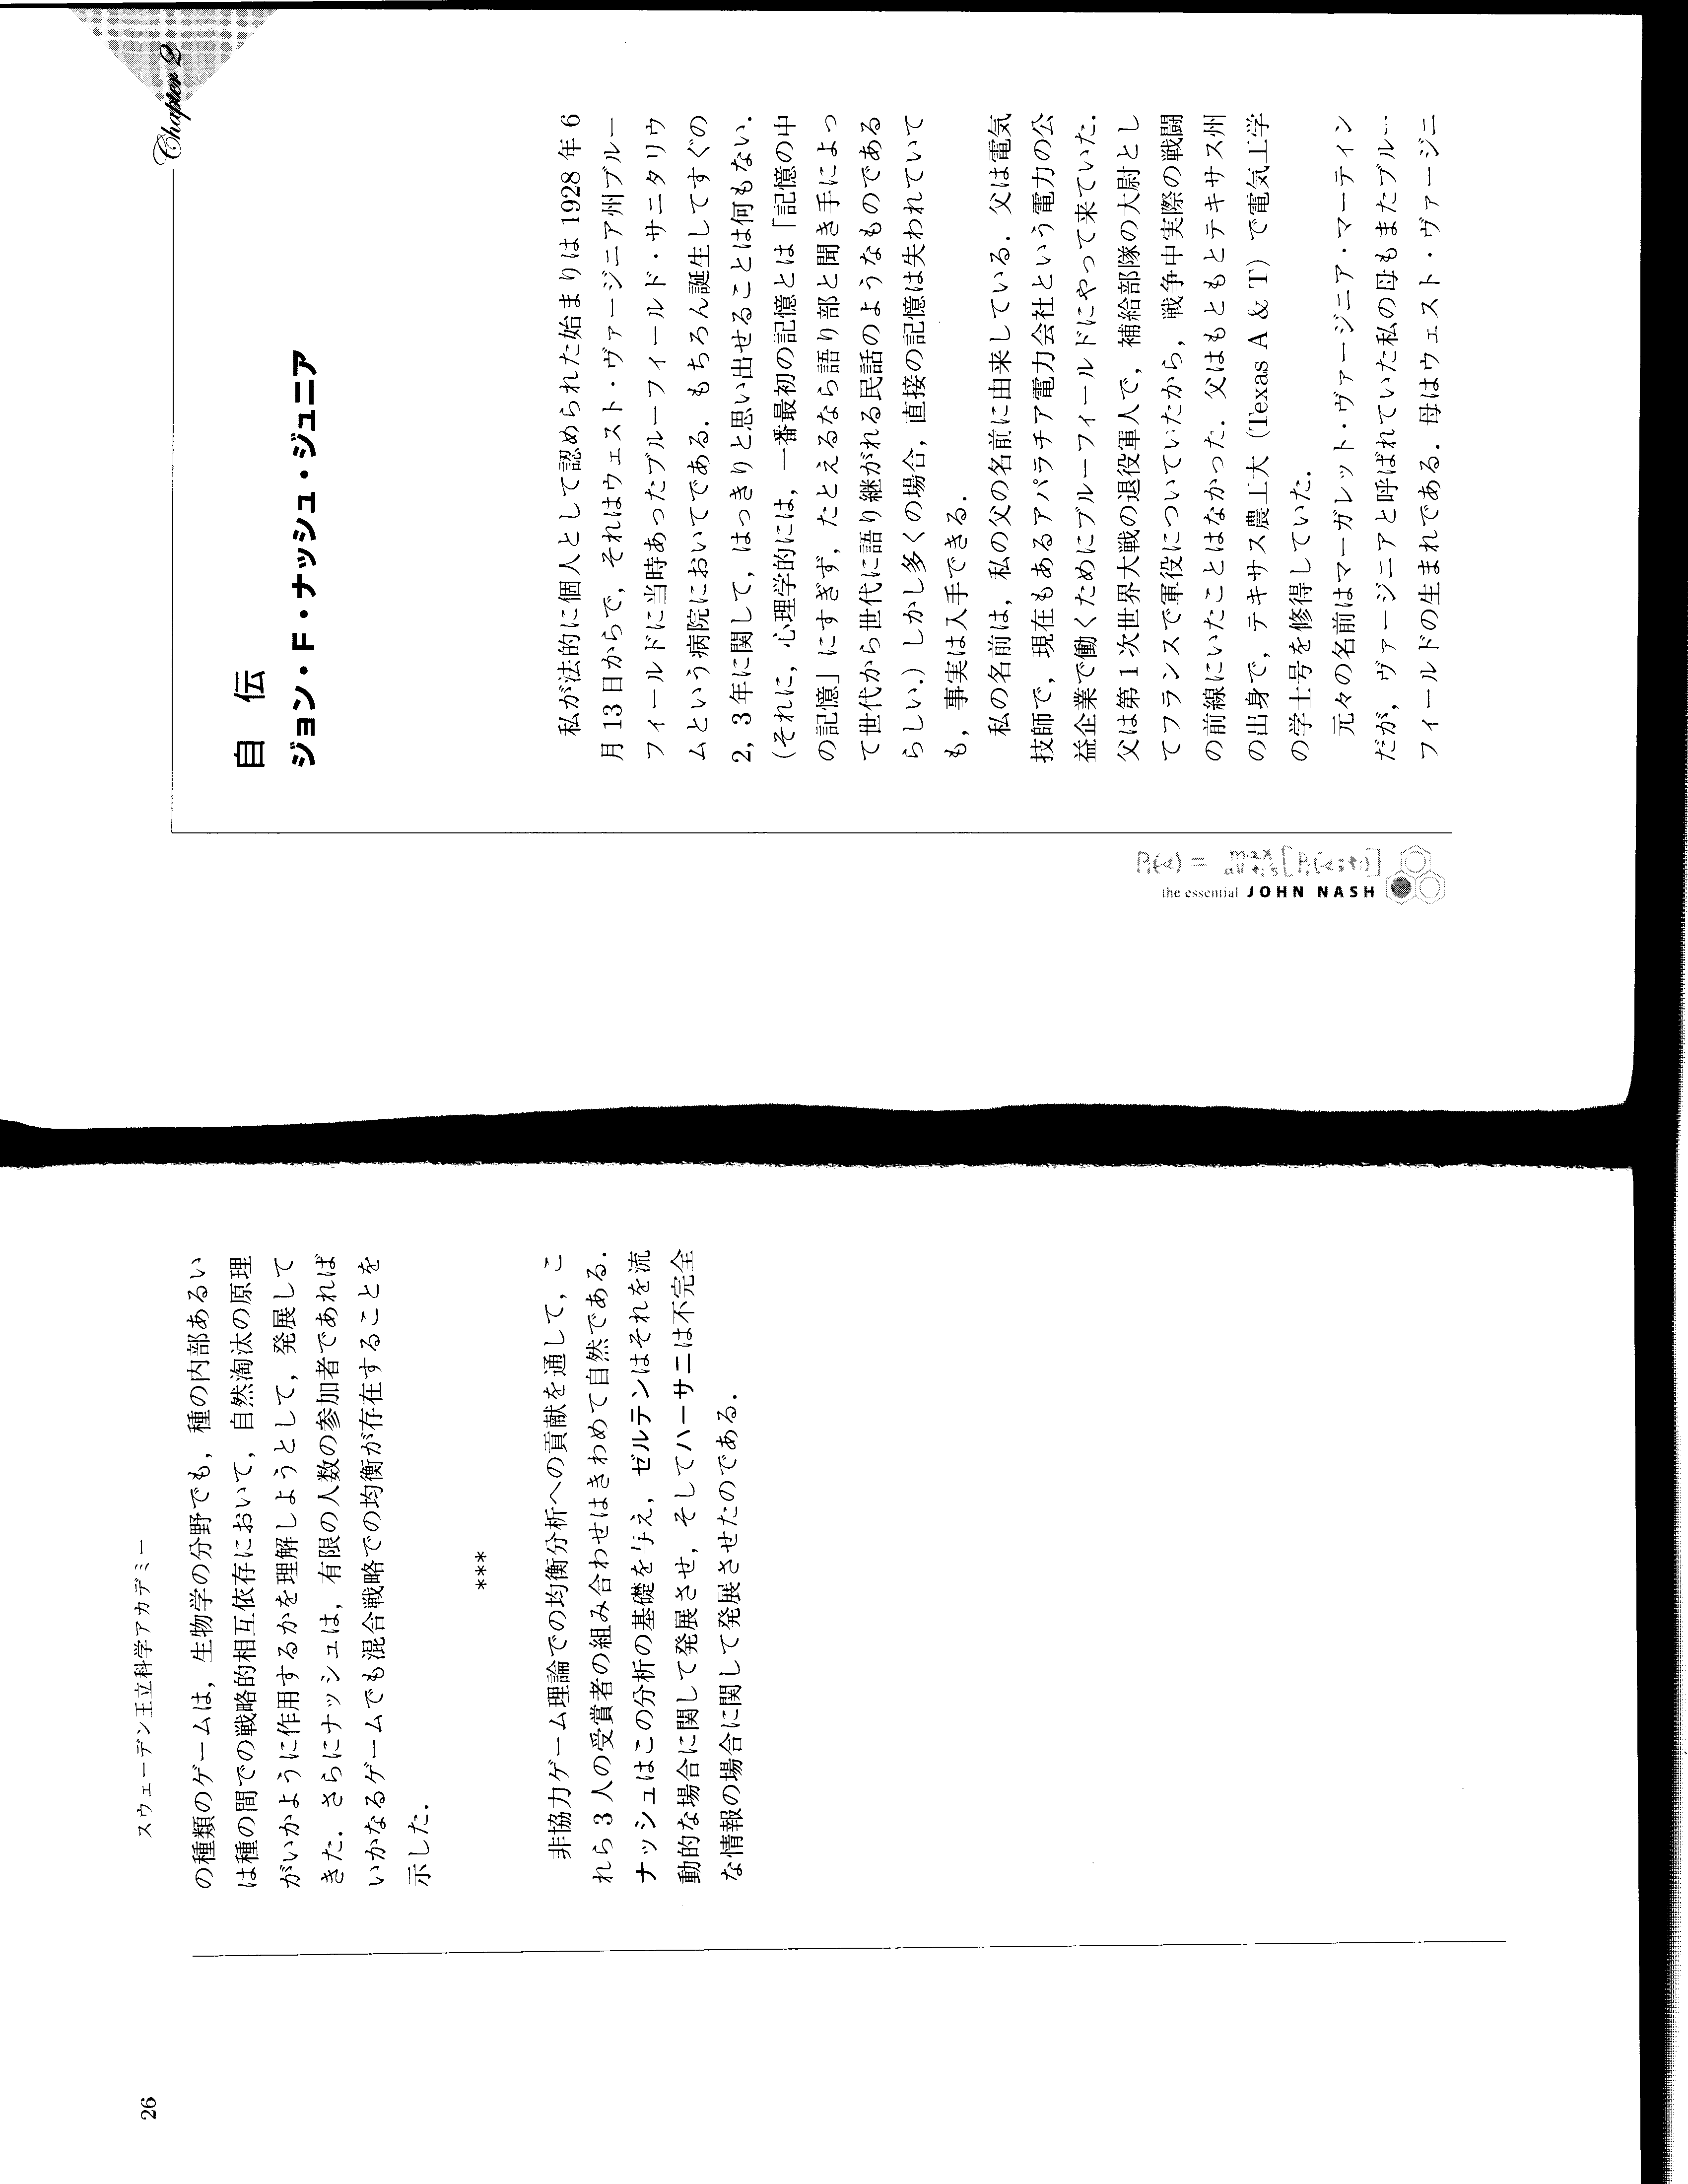 26
スウェーデン王立科学アカデミー
の種類のゲームは，生物学の分野でも，種の内部あるい
は種の間での戦略的相互依存において，自然淘汰の原理
がいかように作用するかを理解しようとして，発展して
きた．さらにナッシュは，有限の人数の参加者であれば
いかなるゲームでも混合戦略での均衡が存在することを
示した．
***
非協力ゲーム理論での均衡分析への貢献を通して，こ
れら3人の受賞者の組み合わせはきわめて自然である．
ナッシュはこの分析の基礎を与え，ゼルテンはそれを流
動的な場合に関して発展させ，そしてハーサニは不完全
な情報の場合に関して発展させたのである．
Chapter 2
自 伝
ジョン・F・ナッシュ・ジュニア
私が法的に個人として認められた始まりは1928年6
月13日からで，それはウェスト・ヴァージニア州ブルー
フィールドに当時あったブルーフィールド・サニタリウ
ムという病院においてである．もちろん誕生してすぐの
2，3年に関して，はっきりと思い出せることは何もない．
（それに，心理学的には，一番最初の記憶とは「記憶の中
の記憶」にすぎず，たとえるなら語り部と聞き手によっ
て世代から世代に語り継がれる民話のようなものである
らしい.）しかし多くの場合，直接の記憶は失われていて
も，事実は入手できる．
私の名前は，私の父の名前に由来している．父は電気
技師で，現在もあるアパラチア電力会社という電力の公
益企業で働くためにブルーフィールドにやって来ていた．
父は第1次世界大戦の退役軍人で，補給部隊の大尉とし
てフランスで軍役についていたから，戦争中実際の戦闘
の前線にいたことはなかった．父はもともとテキサス州
の出身で，テキサス農工大（Texas A & T）で電気工学
の学士号を修得していた．
元々の名前はマーガレット・ヴァージニア・マーティン
だが，ヴァージニアと呼ばれていた私の母もまたブルー
フィールドの生まれである．母はウェスト・ヴァージニ
the essential JOHN NASH